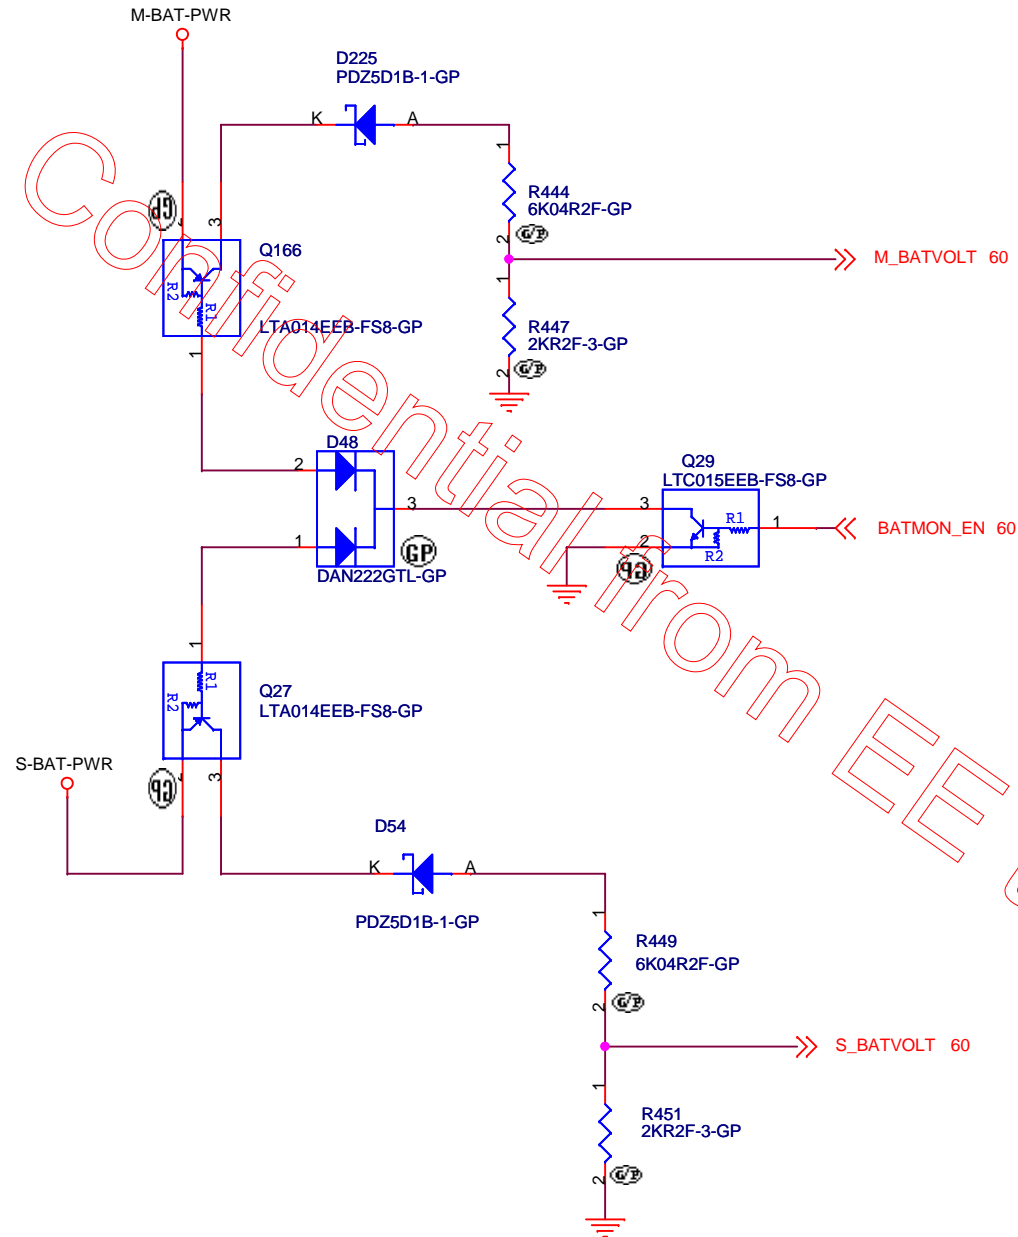 M-BAT-PWR
D225
PDZ5D1B-1-GP
K
A
1
R444
6K04R2F-GP
2
G/P
GP
3
Q166
R2
R1
LTA014EEB-FS8-GP
1
M_BATVOLT 60
1
R447
2KR2F-3-GP
2
G/P
D48
2
3
1
GP
DAN222GTL-GP
Q29
LTC015EEB-FS8-GP
3
R1
1
2
R2
GP
BATMON_EN 60
1
R1
R2
Q27
LTA014EEB-FS8-GP
S-BAT-PWR
GP
3
D54
K
A
PDZ5D1B-1-GP
1
R449
6K04R2F-GP
2
G/P
S_BATVOLT 60
1
R451
2KR2F-3-GP
2
G/P
Confidential from EE